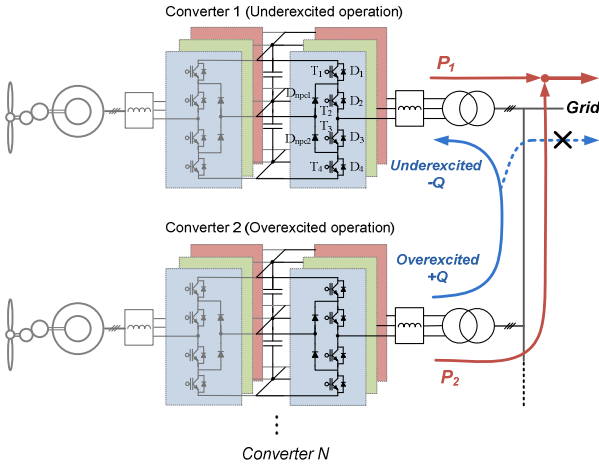 Converter 1 (Underexcited operation)
T1 D1
Dnpc1 D2
T2
T3
Dnpc2 D3
T4 D4
P1
Grid
Underexcited
-Q
Converter 2 (Overexcited operation)
Overexcited
+Q
P2
Converter N